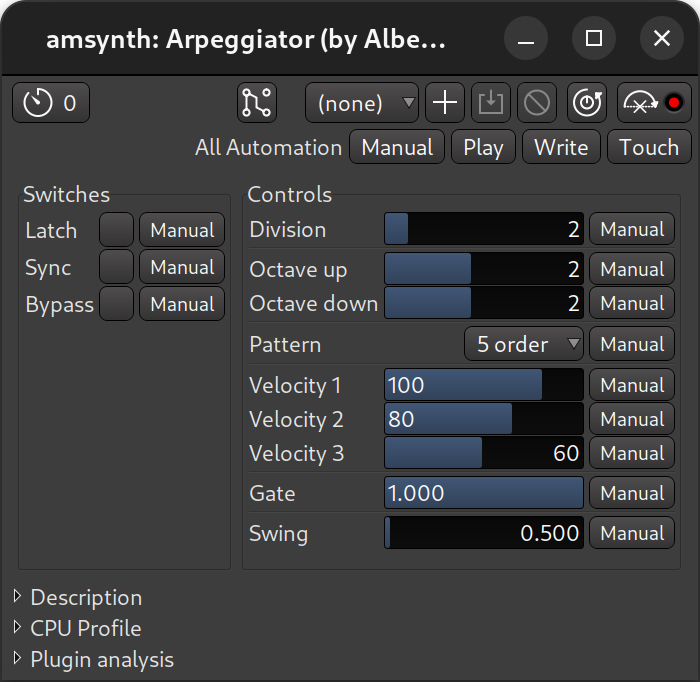 amsynth: Arpeggiator (by Albe...
0
(none)
All Automation Manual Play Write Touch
Switches
Latch Manual
Sync Manual
Bypass Manual
Controls
Division 2 Manual
Octave up 2 Manual
Octave down 2 Manual
Pattern 5 order Manual
Velocity 1 100 Manual
Velocity 2 80 Manual
Velocity 3 60 Manual
Gate 1.000 Manual
Swing 0.500 Manual
Description
CPU Profile
Plugin analysis